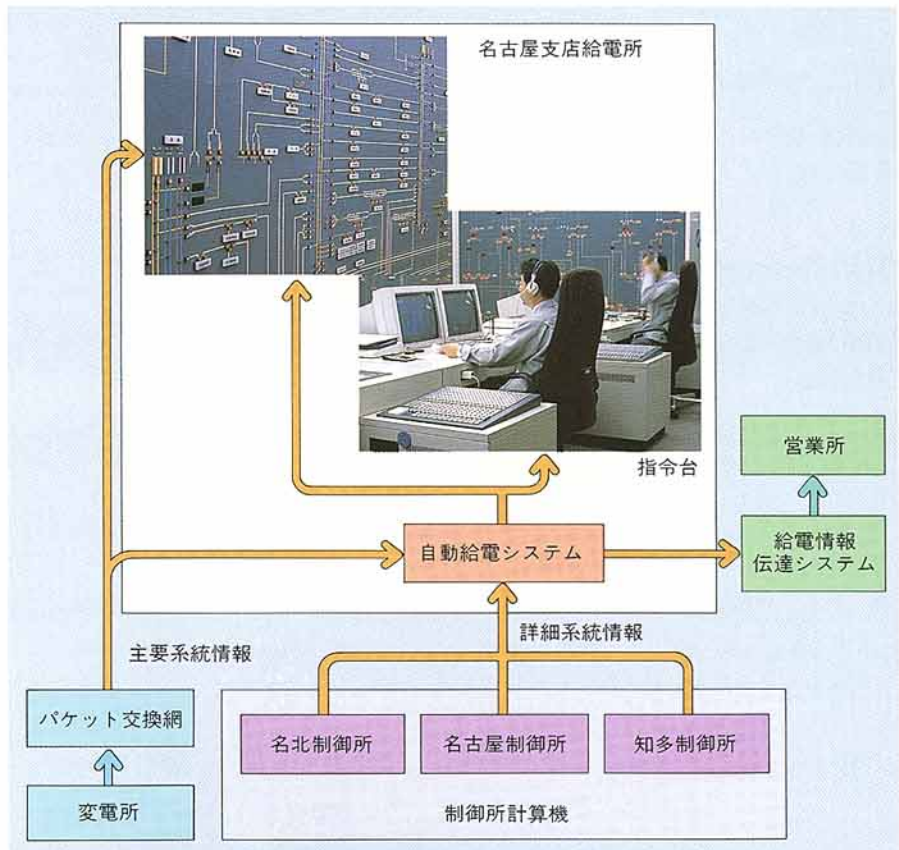 名古屋支店給電所
指令台
営業所
給電情報
伝達システム
自動給電システム
詳細系統情報
主要系統情報
パケット交換網
変電所
名北制御所
名古屋制御所
知多制御所
制御所計算機